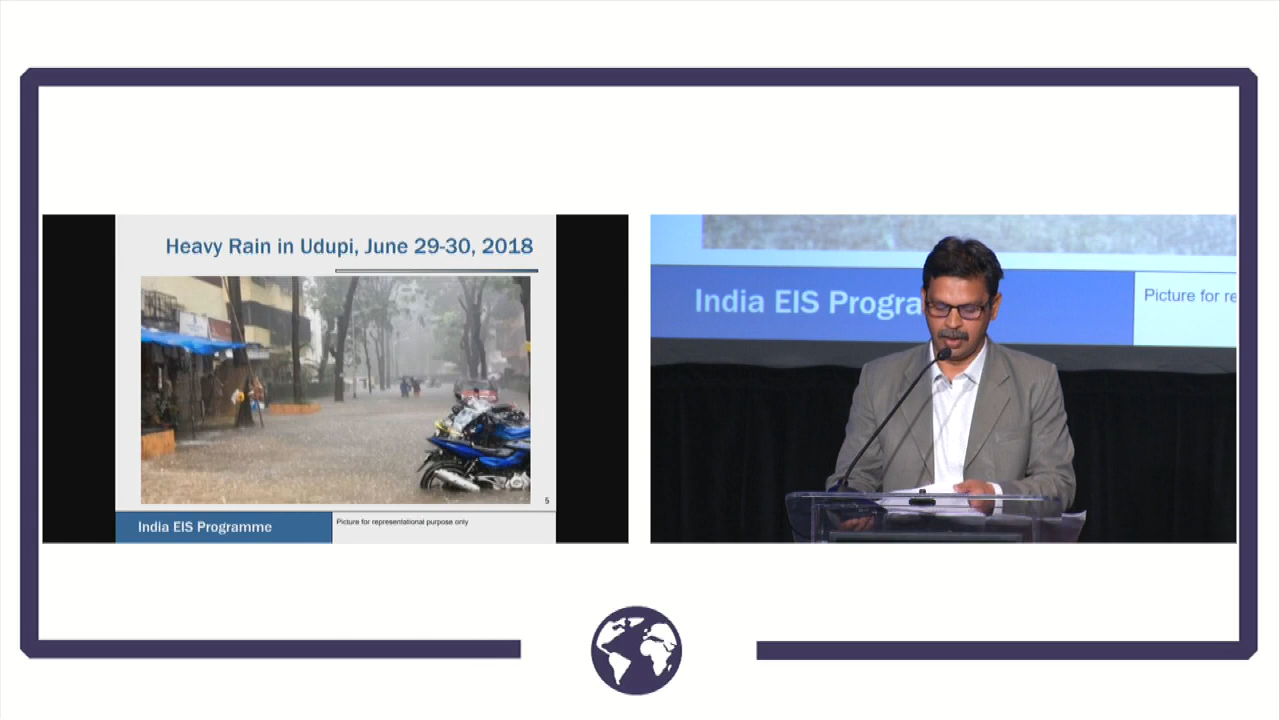 Heavy Rain in Udupi, June 29-30, 2018
5
India EIS Programme
Picture for representational purpose only
India EIS Progra
Picture for re